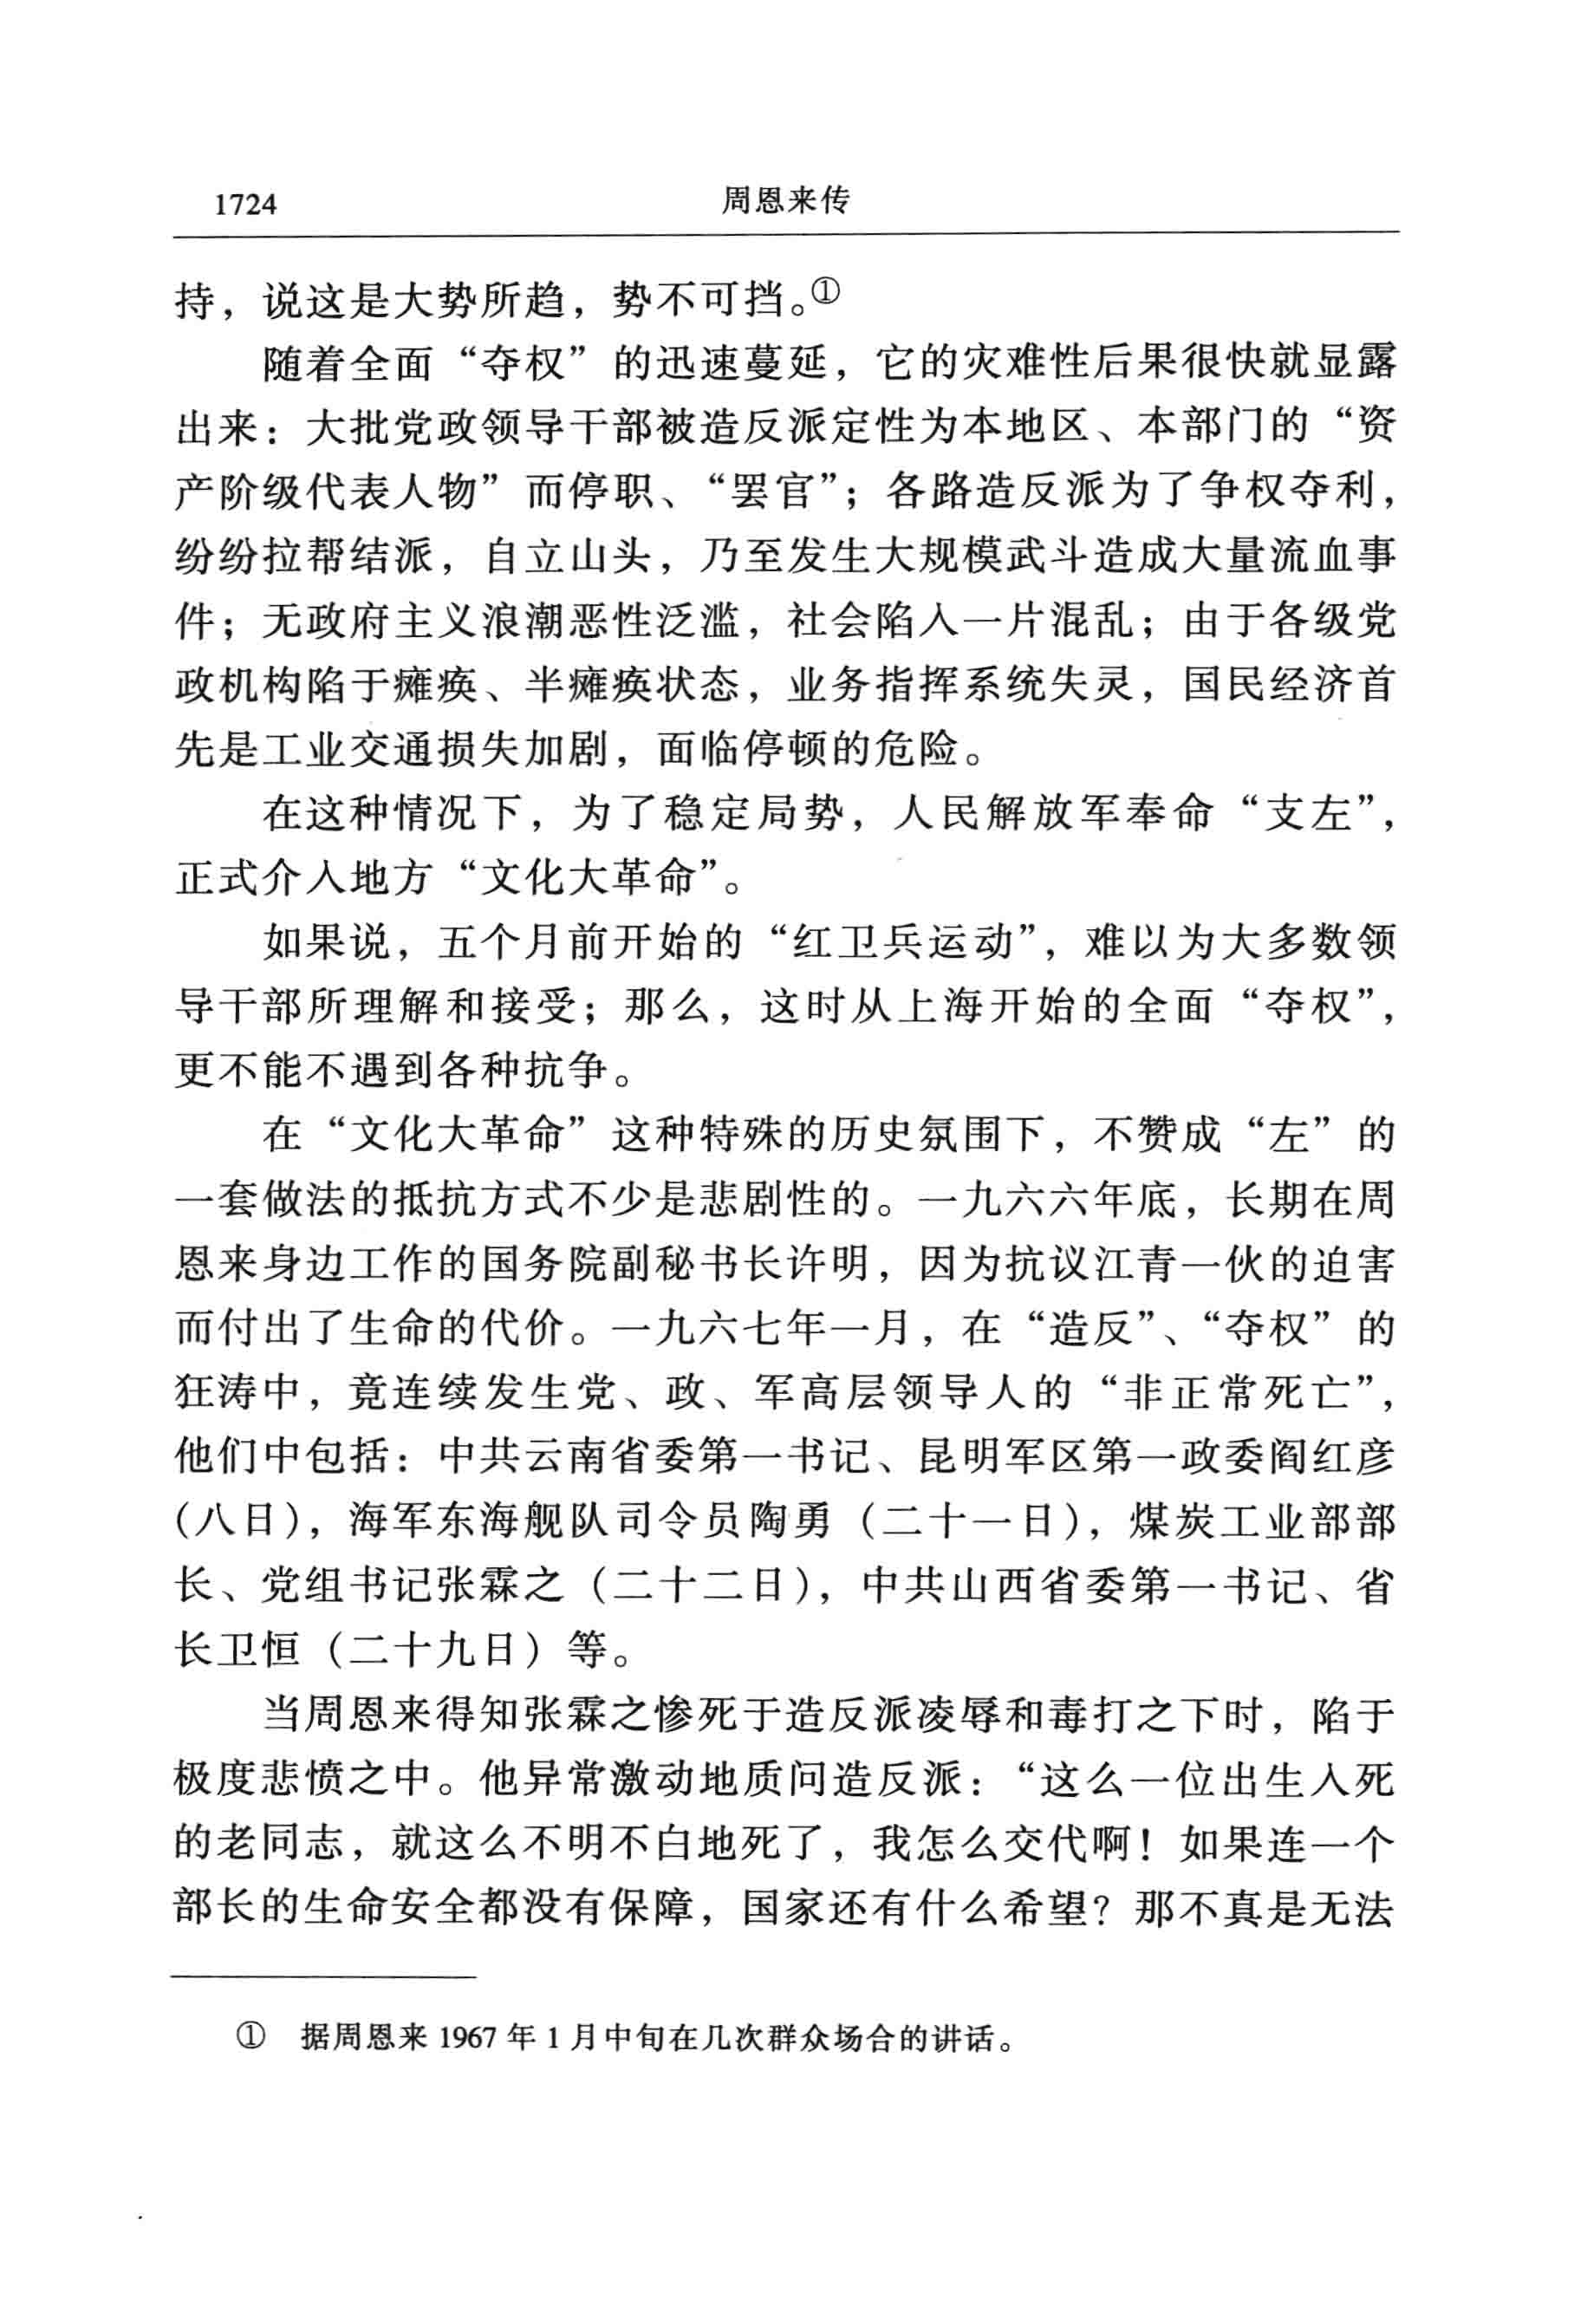 1724 周恩来传
持，说这是大势所趋，势不可挡。①
随着全面“夺权”的迅速蔓延，它的灾难性后果很快就显露
出来：大批党政领导干部被造反派定性为本地区、本部门的“资
产阶级代表人物”而停职、“罢官”；各路造反派为了争权夺利，
纷纷拉帮结派，自立山头，乃至发生大规模武斗造成大量流血事
件；无政府主义浪潮恶性泛滥，社会陷入一片混乱；由于各级党
政机构陷于瘫痪、半瘫痪状态，业务指挥系统失灵，国民经济首
先是工业交通损失加剧，面临停顿的危险。
在这种情况下，为了稳定局势，人民解放军奉命“支左”，
正式介入地方“文化大革命”。
如果说，五个月前开始的“红卫兵运动”，难以为大多数领
导干部所理解和接受；那么，这时从上海开始的全面“夺权”，
更不能不遇到各种抗争。
在“文化大革命”这种特殊的历史氛围下，不赞成“左”的
一套做法的抵抗方式不少是悲剧性的。一九六六年底，长期在周
恩来身边工作的国务院副秘书长许明，因为抗议江青一伙的迫害
而付出了生命的代价。一九六七年一月，在“造反”、“夺权”的
狂涛中，竟连续发生党、政、军高层领导人的“非正常死亡”，
他们中包括：中共云南省委第一书记、昆明军区第一政委阎红彦
（八日），海军东海舰队司令员陶勇（二十一日），煤炭工业部部
长、党组书记张霖之（二十二日），中共山西省委第一书记、省
长卫恒（二十九日）等。
当周恩来得知张霖之惨死于造反派凌辱和毒打之下时，陷于
极度悲愤之中。他异常激动地质问造反派：“这么一位出生入死
的老同志，就这么不明不白地死了，我怎么交代啊！如果连一个
部长的生命安全都没有保障，国家还有什么希望？那不真是无法
① 据周恩来1967年1月中旬在几次群众场合的讲话。